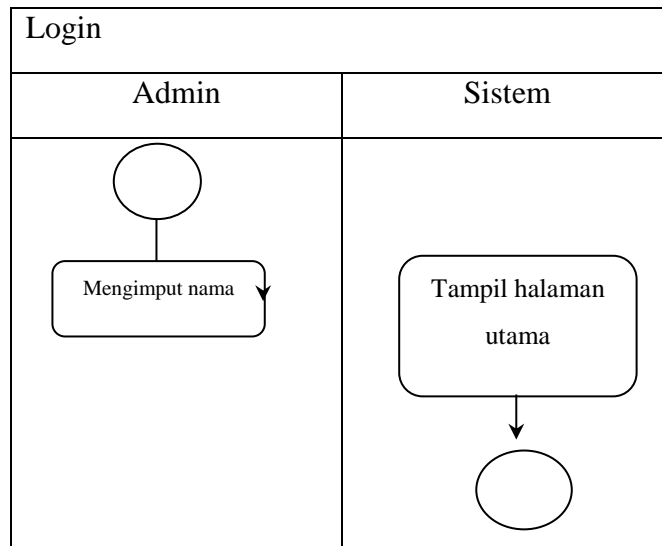 Login
Admin
Sistem
Mengimput nama
Tampil halaman
utama